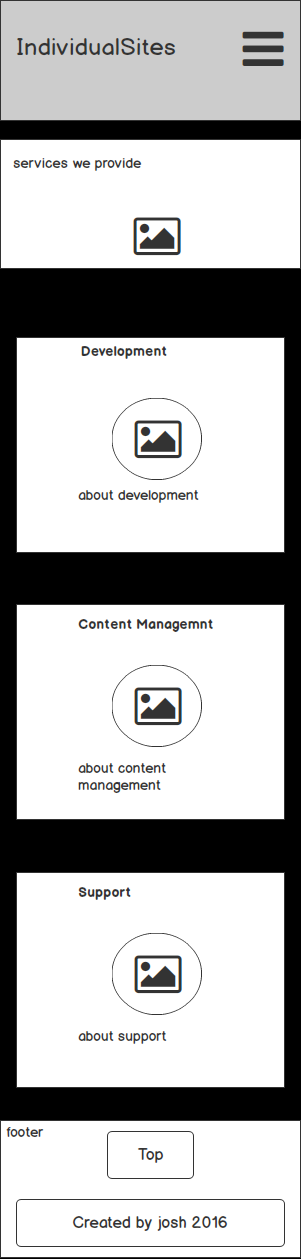 IndividualSites
services we provide
Development
about development
Content Managemnt
about content
management
Support
about support
footer
Top
Created by josh 2016